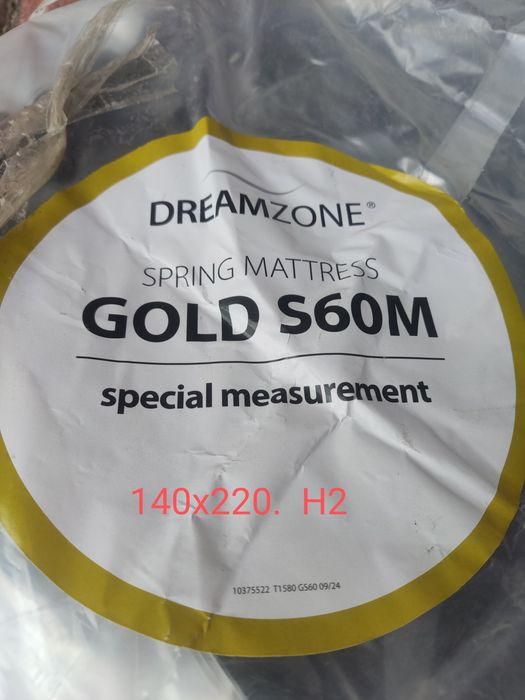 DREAMZONE®
SPRING MATTRESS
GOLD S60M
special measurement
140x220. H2
10375522 T1580 GS60 09/24